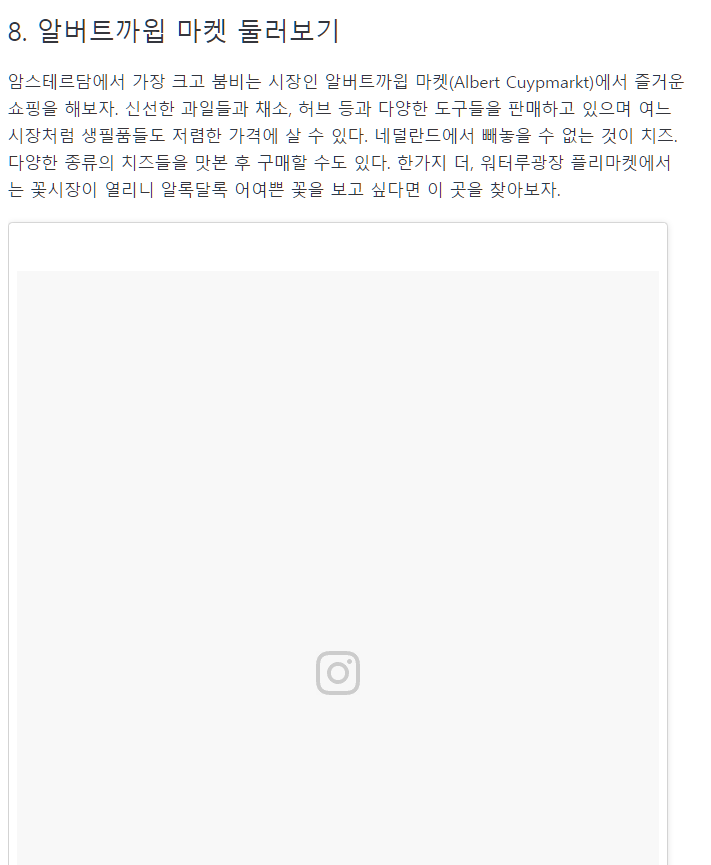 8. 알버트까윕 마켓 둘러보기
암스테르담에서 가장 크고 붐비는 시장인 알버트까윕 마켓(Albert Cuypmarkt)에서 즐거운
쇼핑을 해보자. 신선한 과일들과 채소, 허브 등과 다양한 도구들을 판매하고 있으며 여느
시장처럼 생필품들도 저렴한 가격에 살 수 있다. 네덜란드에서 빼놓을 수 없는 것이 치즈.
다양한 종류의 치즈들을 맛본 후 구매할 수도 있다. 한가지 더, 워터루광장 플리마켓에서
는 꽃시장이 열리니 알록달록 어여쁜 꽃을 보고 싶다면 이 곳을 찾아보자.